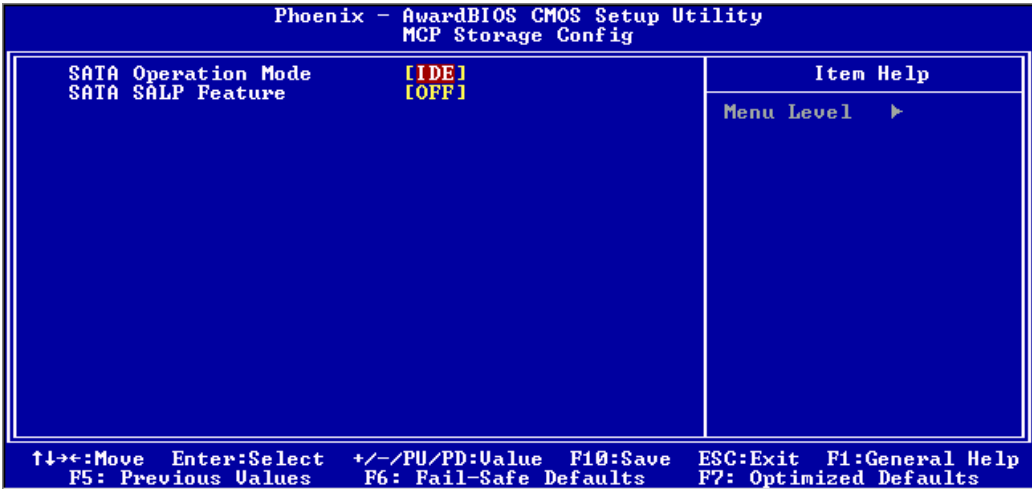 Phoenix - AwardBIOS CMOS Setup Utility
MCP Storage Config
SATA Operation Mode [IDE]
SATA SALP Feature [OFF]
Item Help
Menu Level ►
↑↓→←:Move Enter:Select +/-/PU/PD:Value F10:Save ESC:Exit F1:General Help
F5: Previous Values F6: Fail-Safe Defaults F7: Optimized Defaults